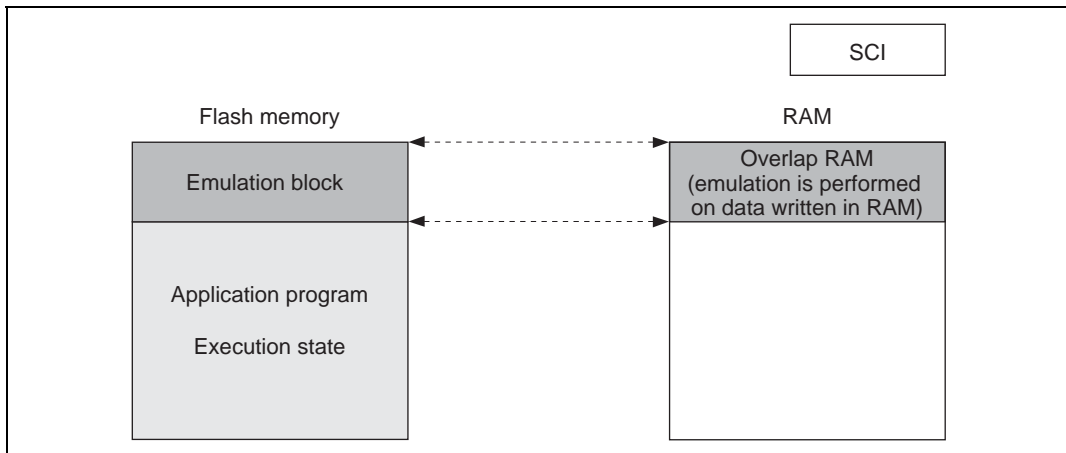 SCI
Flash memory
RAM
Emulation block
Overlap RAM
(emulation is performed
on data written in RAM)
Application program
Execution state